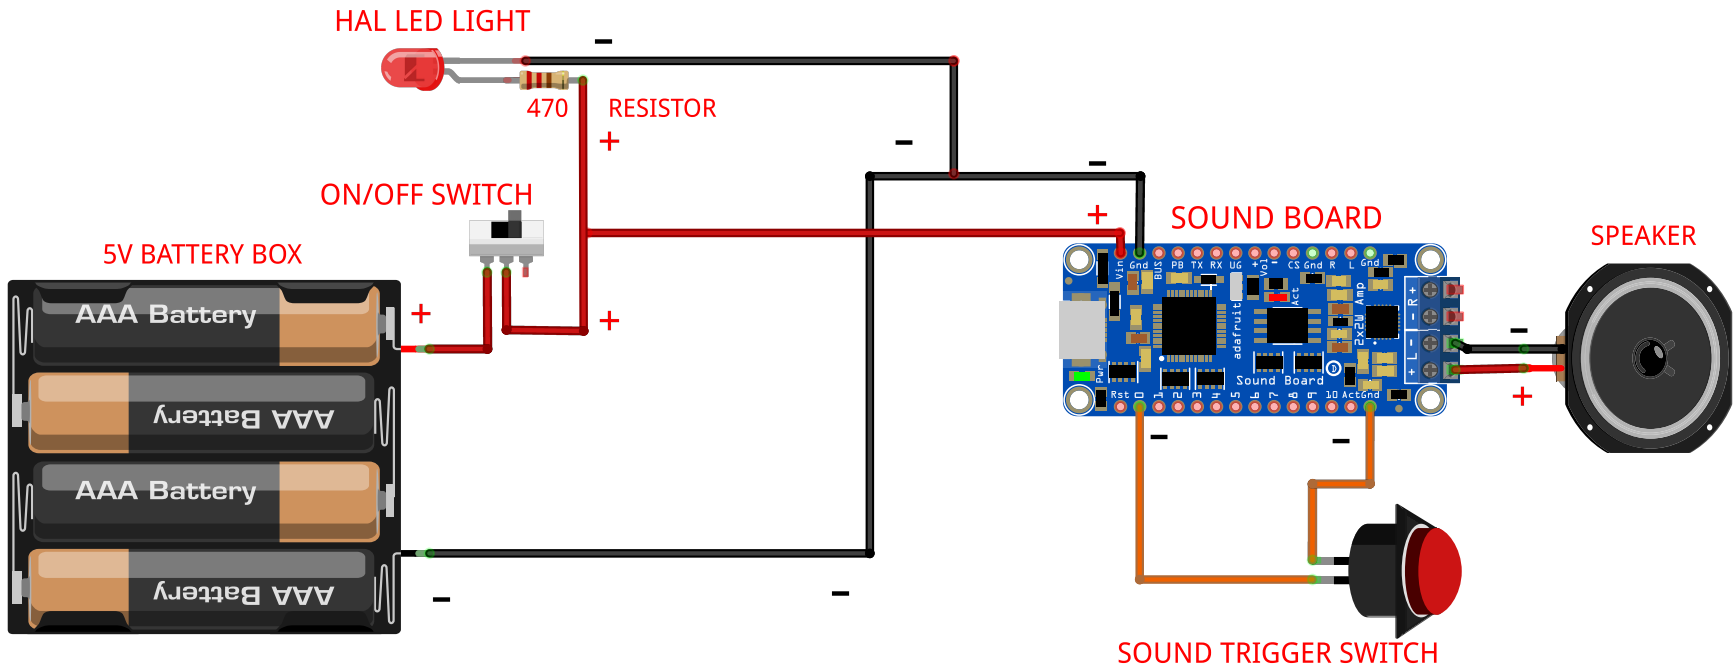 HAL LED LIGHT
−
470 RESISTOR
+
−
−
ON/OFF SWITCH
+
SOUND BOARD
SPEAKER
5V BATTERY BOX
+
+
AAA Battery
AAA Battery
AAA Battery
AAA Battery
−
−
Vin Gnd BUS PB TX RX UG + Vol - CS Gnd R L Gnd
adafruit
Act
2x2W Amp
R + -
L - +
Pwr
Sound Board
Rst 0 1 2 3 4 5 6 7 8 9 10 Act Gnd
−
+
−
−
SOUND TRIGGER SWITCH